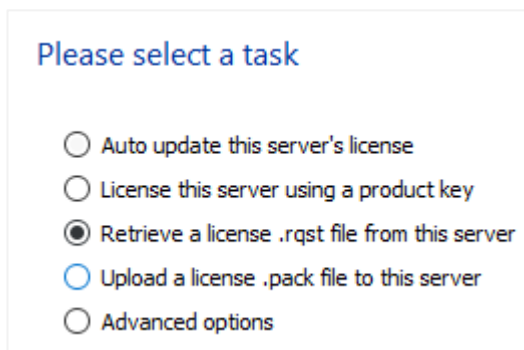 Please select a task
Auto update this server's license
License this server using a product key
Retrieve a license .rqst file from this server
Upload a license .pack file to this server
Advanced options